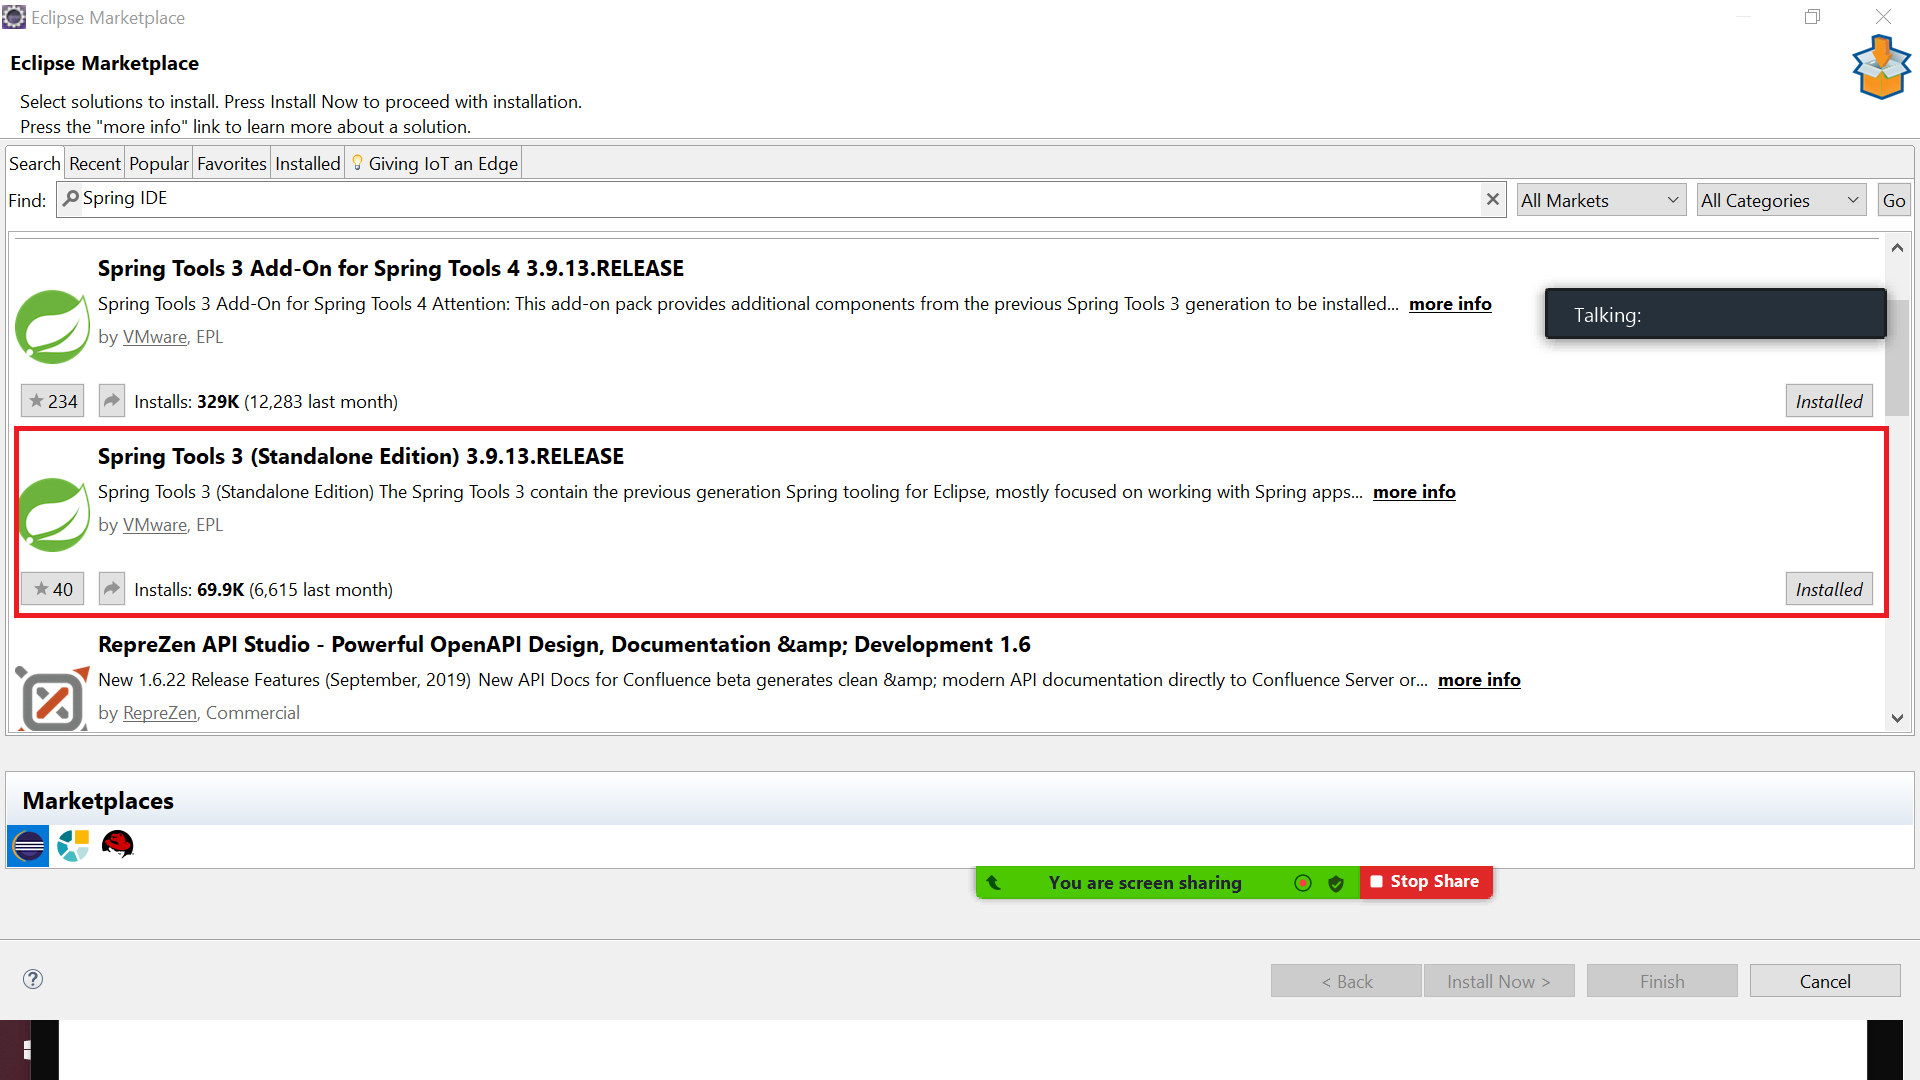 Eclipse Marketplace
Eclipse Marketplace
Select solutions to install. Press Install Now to proceed with installation.
Press the "more info" link to learn more about a solution.
Search Recent Popular Favorites Installed Giving IoT an Edge
Find: Spring IDE All Markets All Categories Go
Spring Tools 3 Add-On for Spring Tools 4 3.9.13.RELEASE
Spring Tools 3 Add-On for Spring Tools 4 Attention: This add-on pack provides additional components from the previous Spring Tools 3 generation to be installed... more info
Talking:
by VMware, EPL
234 Installs: 329K (12,283 last month) Installed
Spring Tools 3 (Standalone Edition) 3.9.13.RELEASE
Spring Tools 3 (Standalone Edition) The Spring Tools 3 contain the previous generation Spring tooling for Eclipse, mostly focused on working with Spring apps... more info
by VMware, EPL
40 Installs: 69.9K (6,615 last month) Installed
RepreZen API Studio - Powerful OpenAPI Design, Documentation &amp; Development 1.6
New 1.6.22 Release Features (September, 2019) New API Docs for Confluence beta generates clean &amp; modern API documentation directly to Confluence Server or... more info
by RepreZen, Commercial
Marketplaces
You are screen sharing Stop Share
? < Back Install Now > Finish Cancel